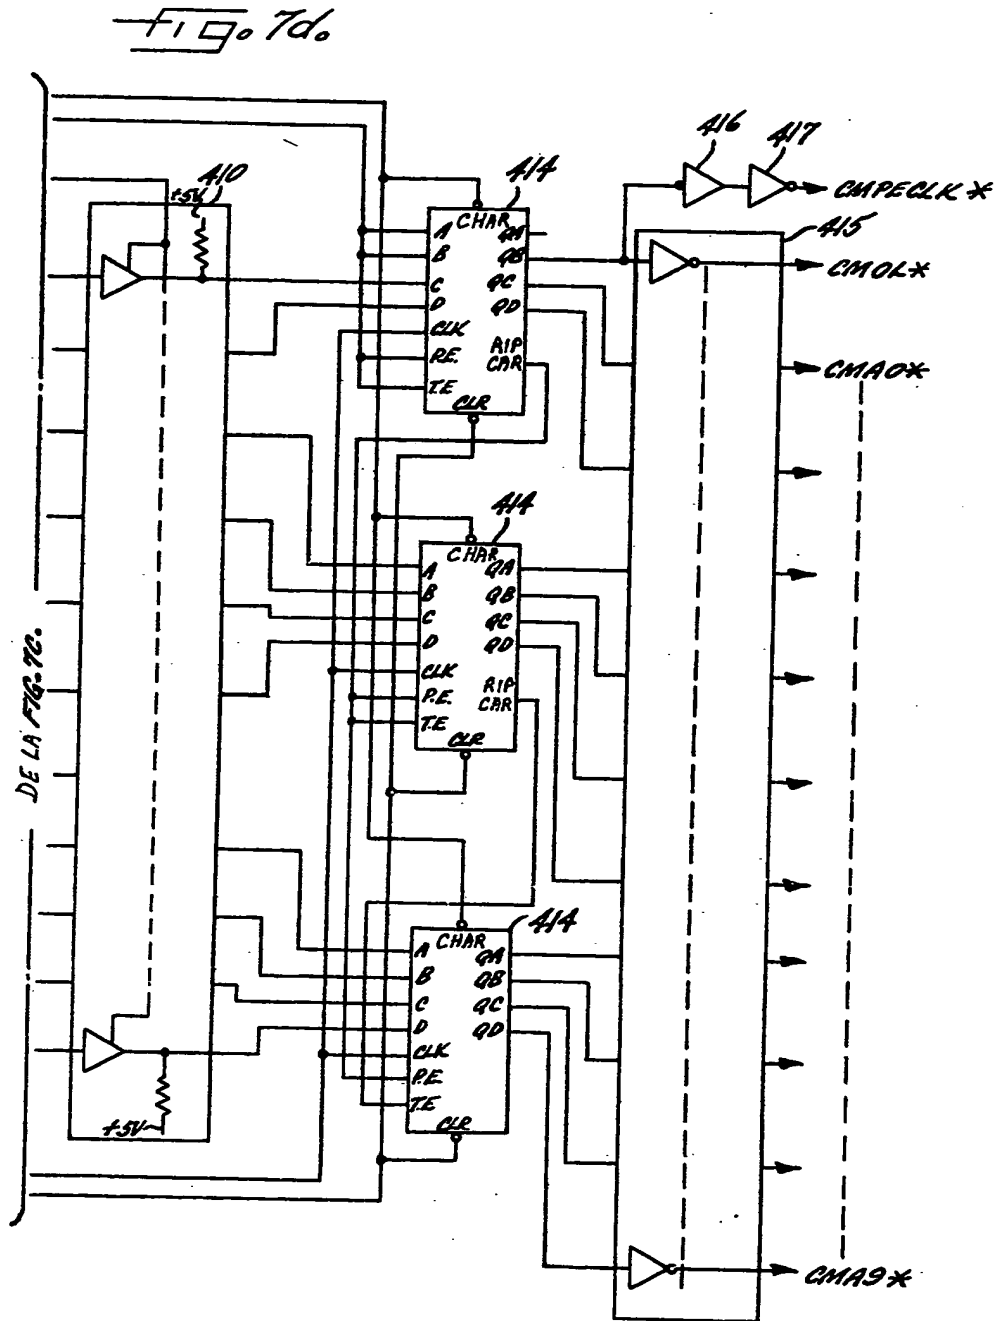 Fig. 7d.
416
417
CMPECLK*
410
+5V
414
CHAR
A
B
C
D
CLK
P.E.
T.E
QA
QB
QC
QD
RIP
CAR
CLR
415
CMOL*
CMA0*
414
CHAR
A
B
C
D
CLK
P.E.
T.E
QA
QB
QC
QD
RIP
CAR
CLR
DE LA FIG. 7C.
414
CHAR
A
B
C
D
CLK
P.E.
T.E
QA
QB
QC
QD
CLR
+5V
CMA9*